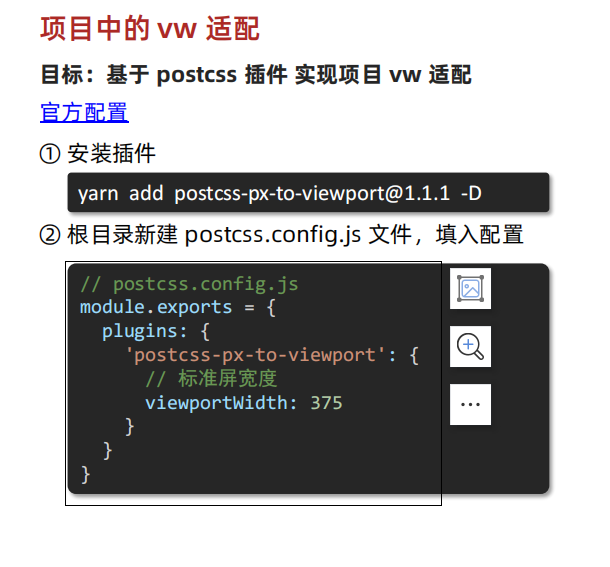 项目中的 vw 适配
目标：基于 postcss 插件 实现项目 vw 适配
官方配置
① 安装插件
yarn add postcss-px-to-viewport@1.1.1 -D
② 根目录新建 postcss.config.js 文件，填入配置
// postcss.config.js
module.exports = {
  plugins: {
    'postcss-px-to-viewport': {
      // 标准屏宽度
      viewportWidth: 375
    }
  }
}